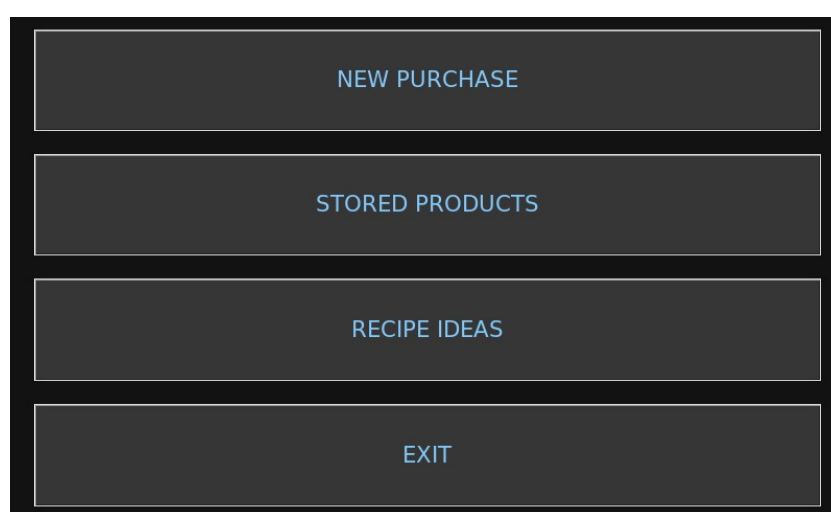 NEW PURCHASE
STORED PRODUCTS
RECIPE IDEAS
EXIT